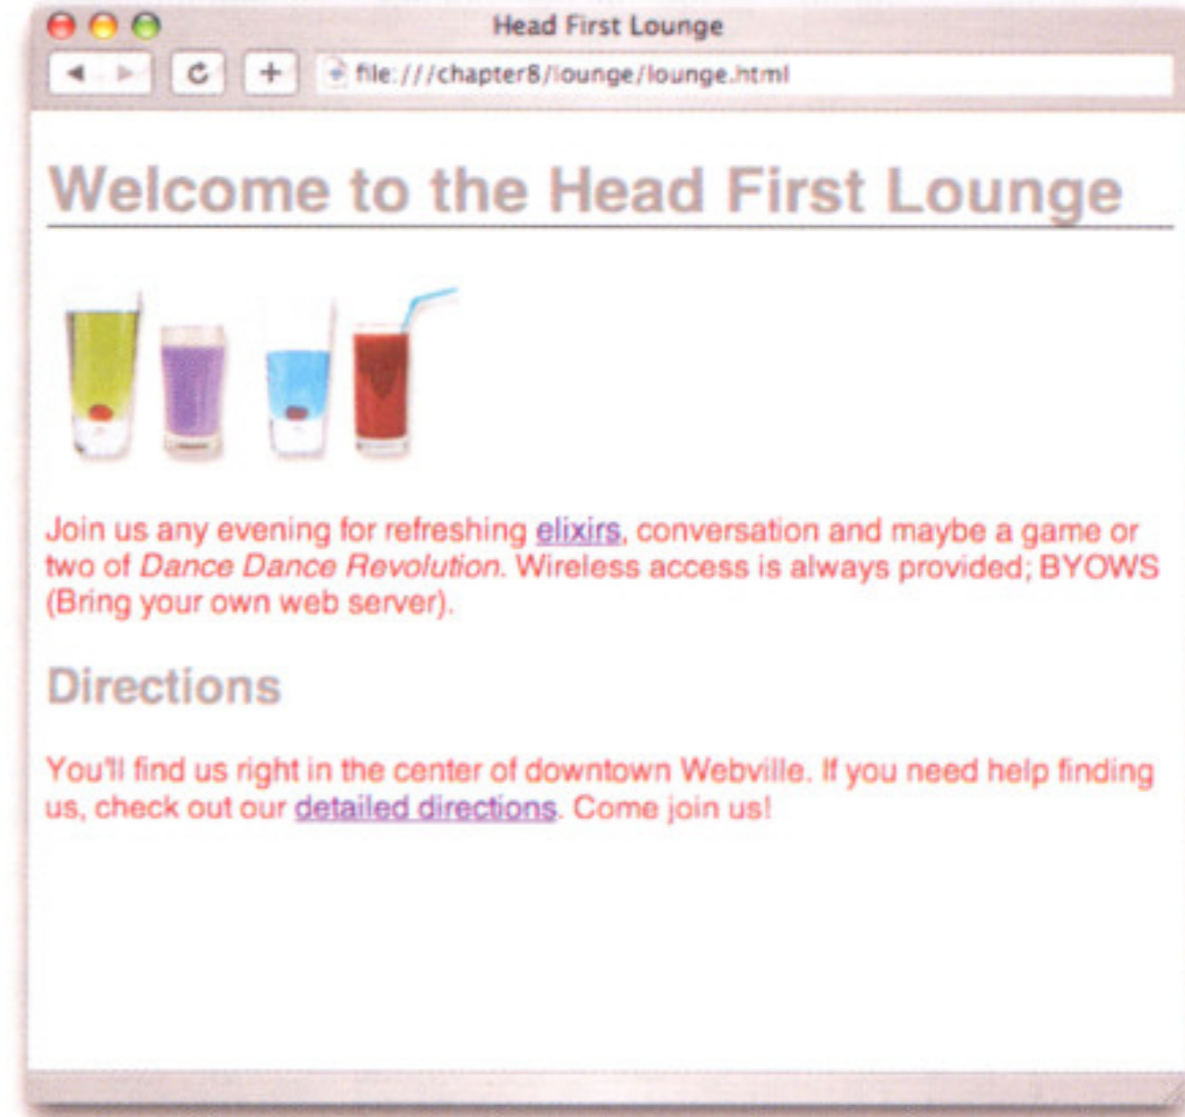 Head First Lounge
file:///chapter8/lounge/lounge.html
Welcome to the Head First Lounge
Join us any evening for refreshing elixirs, conversation and maybe a game or
two of Dance Dance Revolution. Wireless access is always provided; BYOWS
(Bring your own web server).
Directions
You'll find us right in the center of downtown Webville. If you need help finding
us, check out our detailed directions. Come join us!